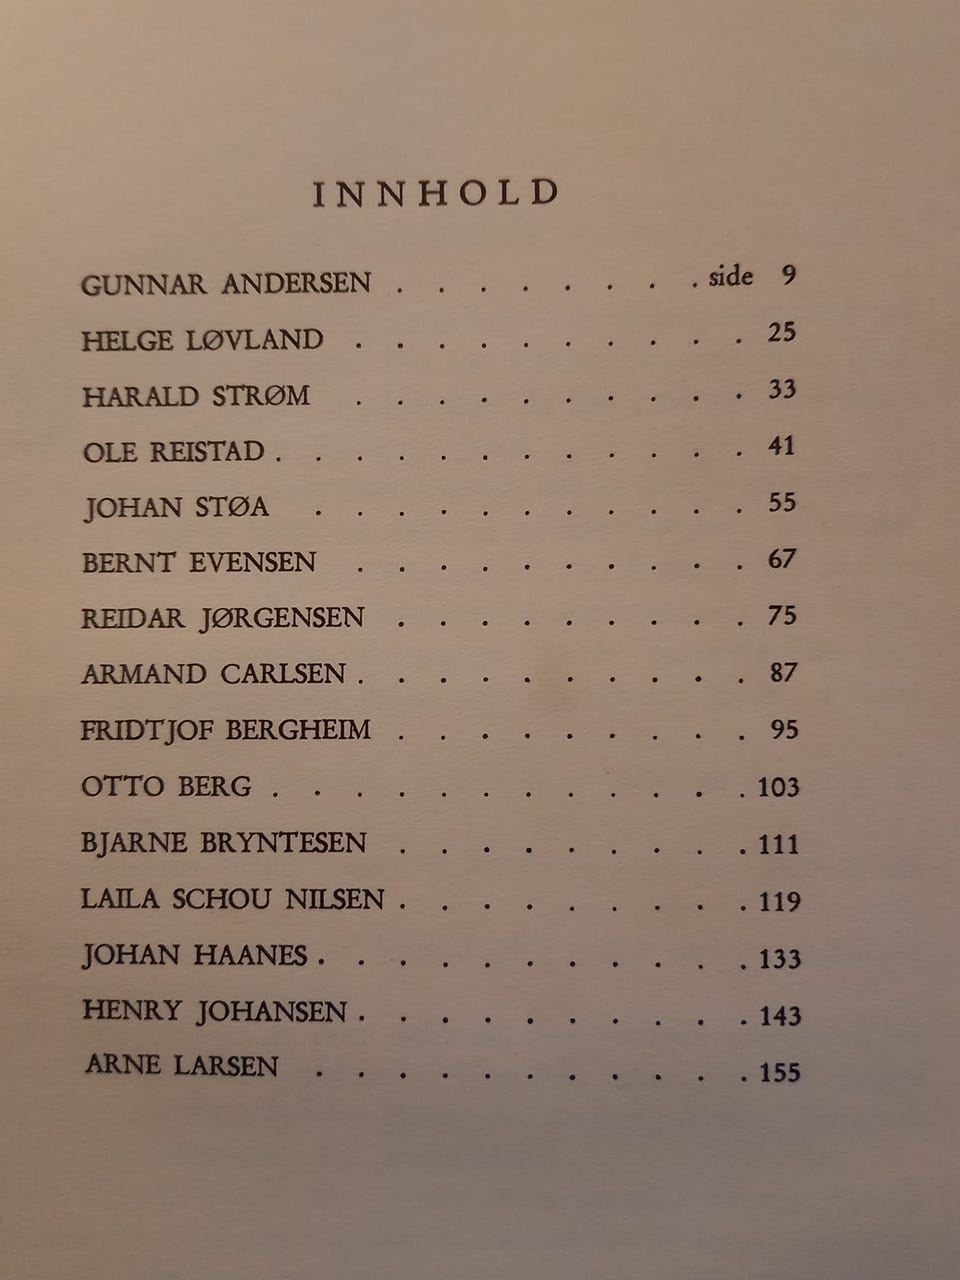 INNHOLD
GUNNAR ANDERSEN . . . . . . . . side 9
HELGE LØVLAND . . . . . . . . . . 25
HARALD STRØM . . . . . . . . . . 33
OLE REISTAD . . . . . . . . . . . . 41
JOHAN STØA . . . . . . . . . . . 55
BERNT EVENSEN . . . . . . . . . . 67
REIDAR JØRGENSEN . . . . . . . . . 75
ARMAND CARLSEN . . . . . . . . . . 87
FRIDTJOF BERGHEIM . . . . . . . . . 95
OTTO BERG . . . . . . . . . . . . 103
BJARNE BRYNTESEN . . . . . . . . . 111
LAILA SCHOU NILSEN . . . . . . . . . 119
JOHAN HAANES . . . . . . . . . . . 133
HENRY JOHANSEN . . . . . . . . . . 143
ARNE LARSEN . . . . . . . . . . . 155